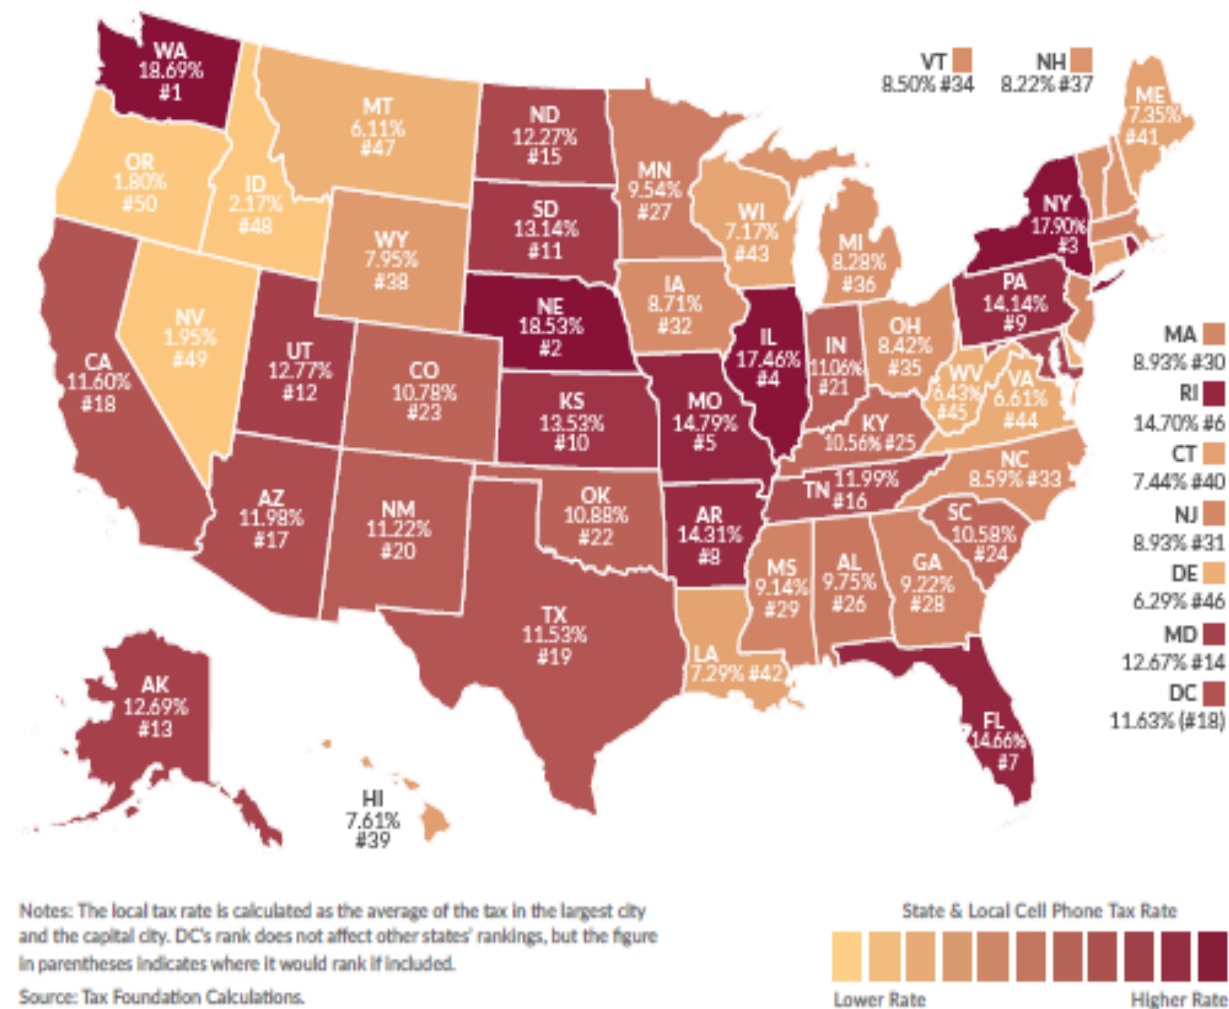 WA
18.69%
#1
VT
8.50% #34
NH
8.22% #37
ME
7.35%
#41
MT
6.11%
#47
ND
12.27%
#15
OR
1.80%
#50
ID
2.17%
#48
MN
9.54%
#27
WI
7.17%
#43
NY
17.90%
#3
SD
13.14%
#11
WY
7.95%
#38
MI
8.28%
#36
IA
8.71%
#32
PA
14.14%
#9
NE
18.53%
#2
NV
1.95%
#49
UT
12.77%
#12
CO
10.78%
#23
CA
11.60%
#18
IL
17.46%
#4
IN
11.06%
#21
OH
8.42%
#35
WV
6.43%
#45
VA
6.61%
#44
MA
8.93% #30
RI
14.70% #6
CT
7.44% #40
NJ
8.93% #31
DE
6.29% #46
MD
12.67% #14
DC
11.63% (#18)
KS
13.53%
#10
MO
14.79%
#5
KY
10.56% #25
NC
8.59% #33
TN 11.99%
#16
SC
10.58%
#24
AZ
11.98%
#17
NM
11.22%
#20
OK
10.88%
#22
AR
14.31%
#8
MS
9.14%
#29
AL
9.75%
#26
GA
9.22%
#28
TX
11.53%
#19
LA
7.29% #42
FL
14.66%
#7
AK
12.69%
#13
HI
7.61%
#39
Notes: The local tax rate is calculated as the average of the tax in the largest city
and the capital city. DC's rank does not affect other states' rankings, but the figure
in parentheses indicates where it would rank if included.
Source: Tax Foundation Calculations.
State & Local Cell Phone Tax Rate
Lower Rate
Higher Rate